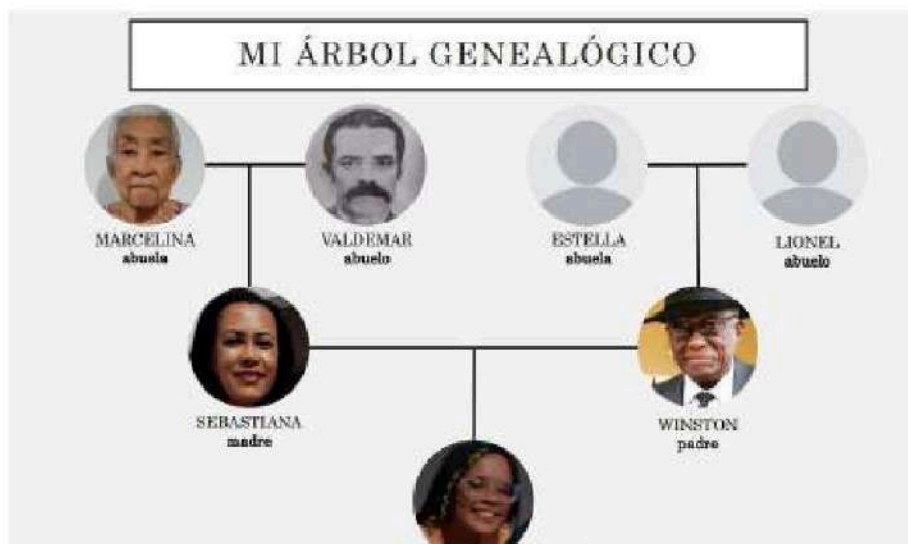 MI ÁRBOL GENEALÓGICO
MARCELINA
abuela
VALDEMAR
abuelo
ESTELLA
abuela
LIONEL
abuelo
SEBASTIANA
madre
WINSTON
padre